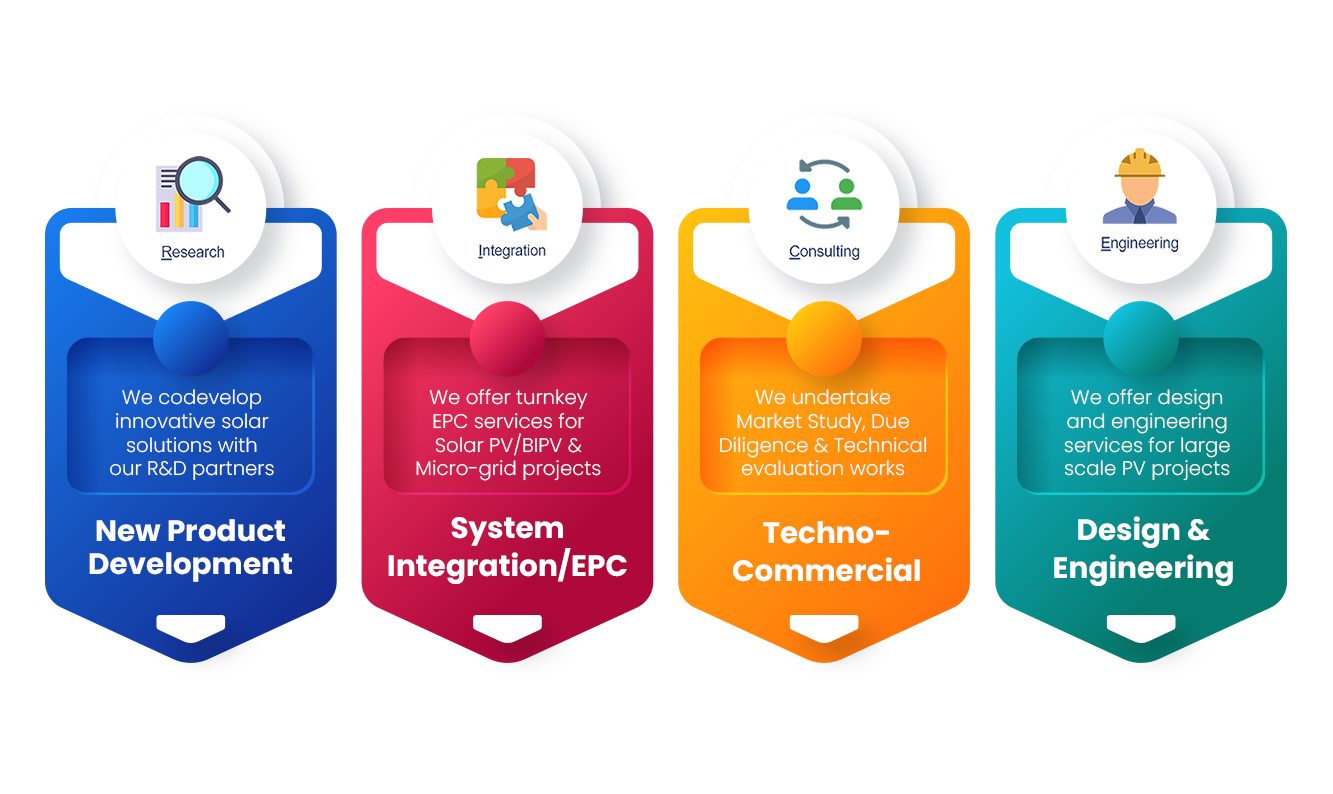 Research
We codevelop
innovative solar
solutions with
our R&D partners
New Product
Development
Integration
We offer turnkey
EPC services for
Solar PV/BIPV &
Micro-grid projects
System
Integration/EPC
Consulting
We undertake
Market Study, Due
Diligence & Technical
evaluation works
Techno-
Commercial
Engineering
We offer design
and engineering
services for large
scale PV projects
Design &
Engineering